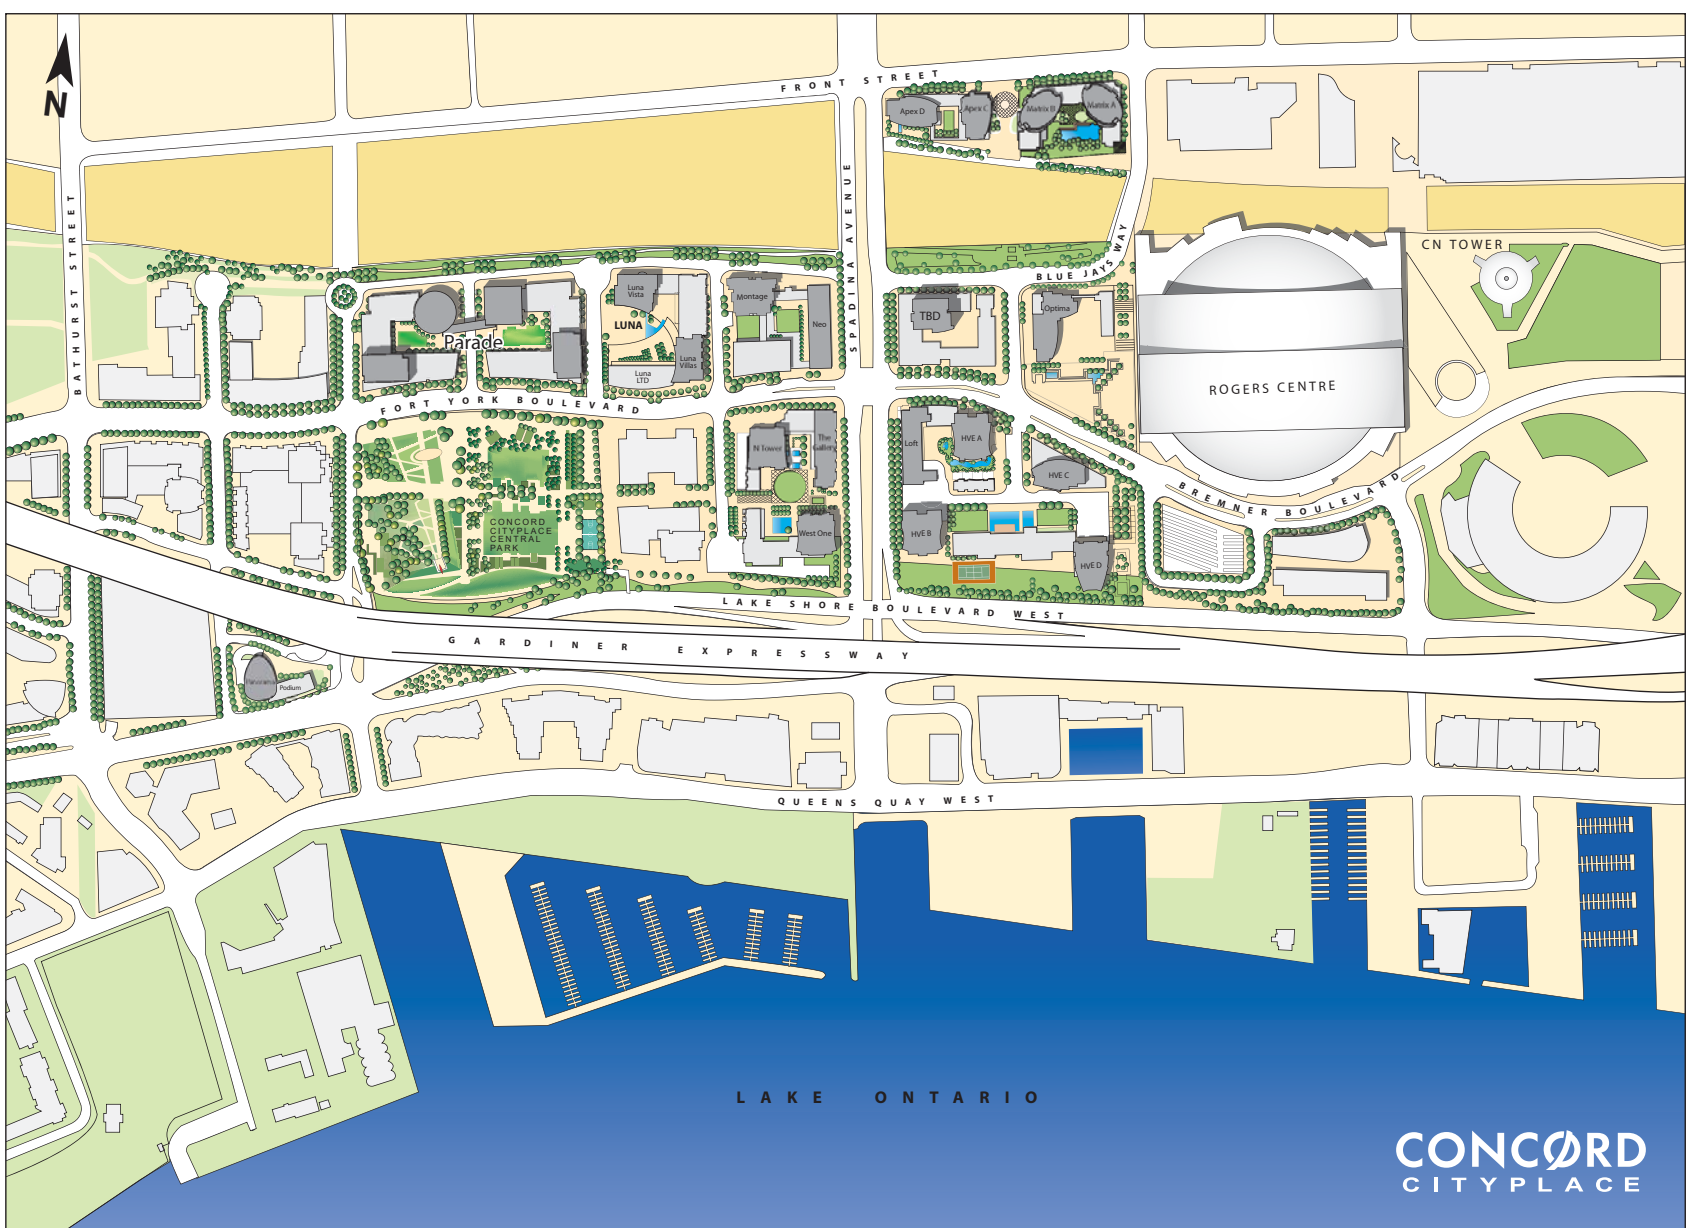 N
FRONT STREET
Apex D
Apex C
Matrix B
Matrix A
SPADINA AVENUE
BATHURST STREET
BLUE JAYS WAY
CN TOWER
Luna
Vista
LUNA
Luna
Villas
Luna
LTD
Montage
Neo
TBD
Optima
Parade
ROGERS CENTRE
FORT YORK BOULEVARD
N Tower
The
Gallery
West One
Loft
HVE A
HVE C
HVE B
HVE D
BREMNER BOULEVARD
CONCORD
CITYPLACE
CENTRAL
PARK
LAKE SHORE BOULEVARD WEST
GARDINER EXPRESSWAY
Panorama
Podium
QUEENS QUAY WEST
LAKE ONTARIO
CONCORD
CITYPLACE